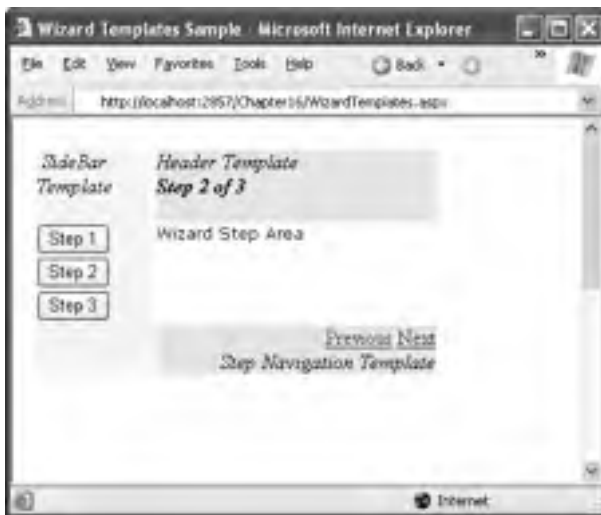 Wizard Templates Sample - Microsoft Internet Explorer
File Edit View Favorites Tools Help Back »
Address http://localhost:2857/Chapter16/WizardTemplates.aspx
SideBar
Template
Header Template
Step 2 of 3
Step 1
Step 2
Step 3
Wizard Step Area
Previous Next
Step Navigation Template
Internet